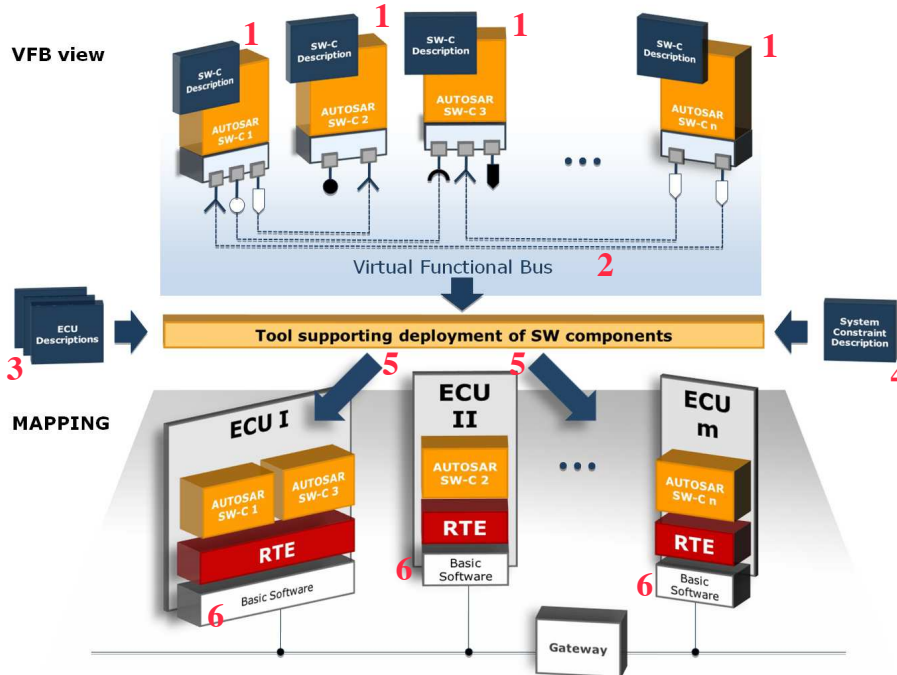 VFB view
1
SW-C
Description
AUTOSAR
SW-C 1
1
SW-C
Description
AUTOSAR
SW-C 2
1
SW-C
Description
AUTOSAR
SW-C 3
1
SW-C
Description
AUTOSAR
SW-C n
Virtual Functional Bus
2
3
ECU
Descriptions
Tool supporting deployment of SW components
System
Constraint
Description
4
5
5
MAPPING
ECU I
AUTOSAR
SW-C 1
AUTOSAR
SW-C 3
RTE
Basic Software
6
ECU
II
AUTOSAR
SW-C 2
RTE
Basic
Software
6
ECU
m
AUTOSAR
SW-C n
RTE
Basic
Software
6
Gateway